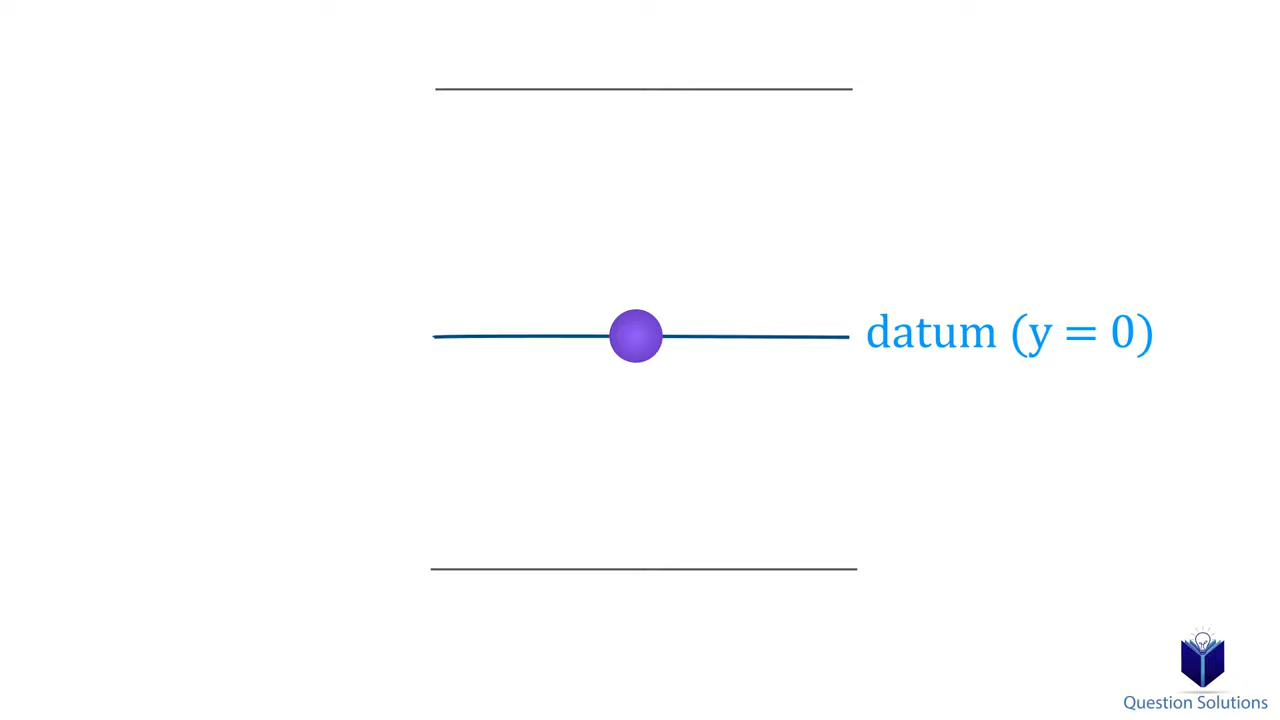 datum (y = 0)
Question Solutions